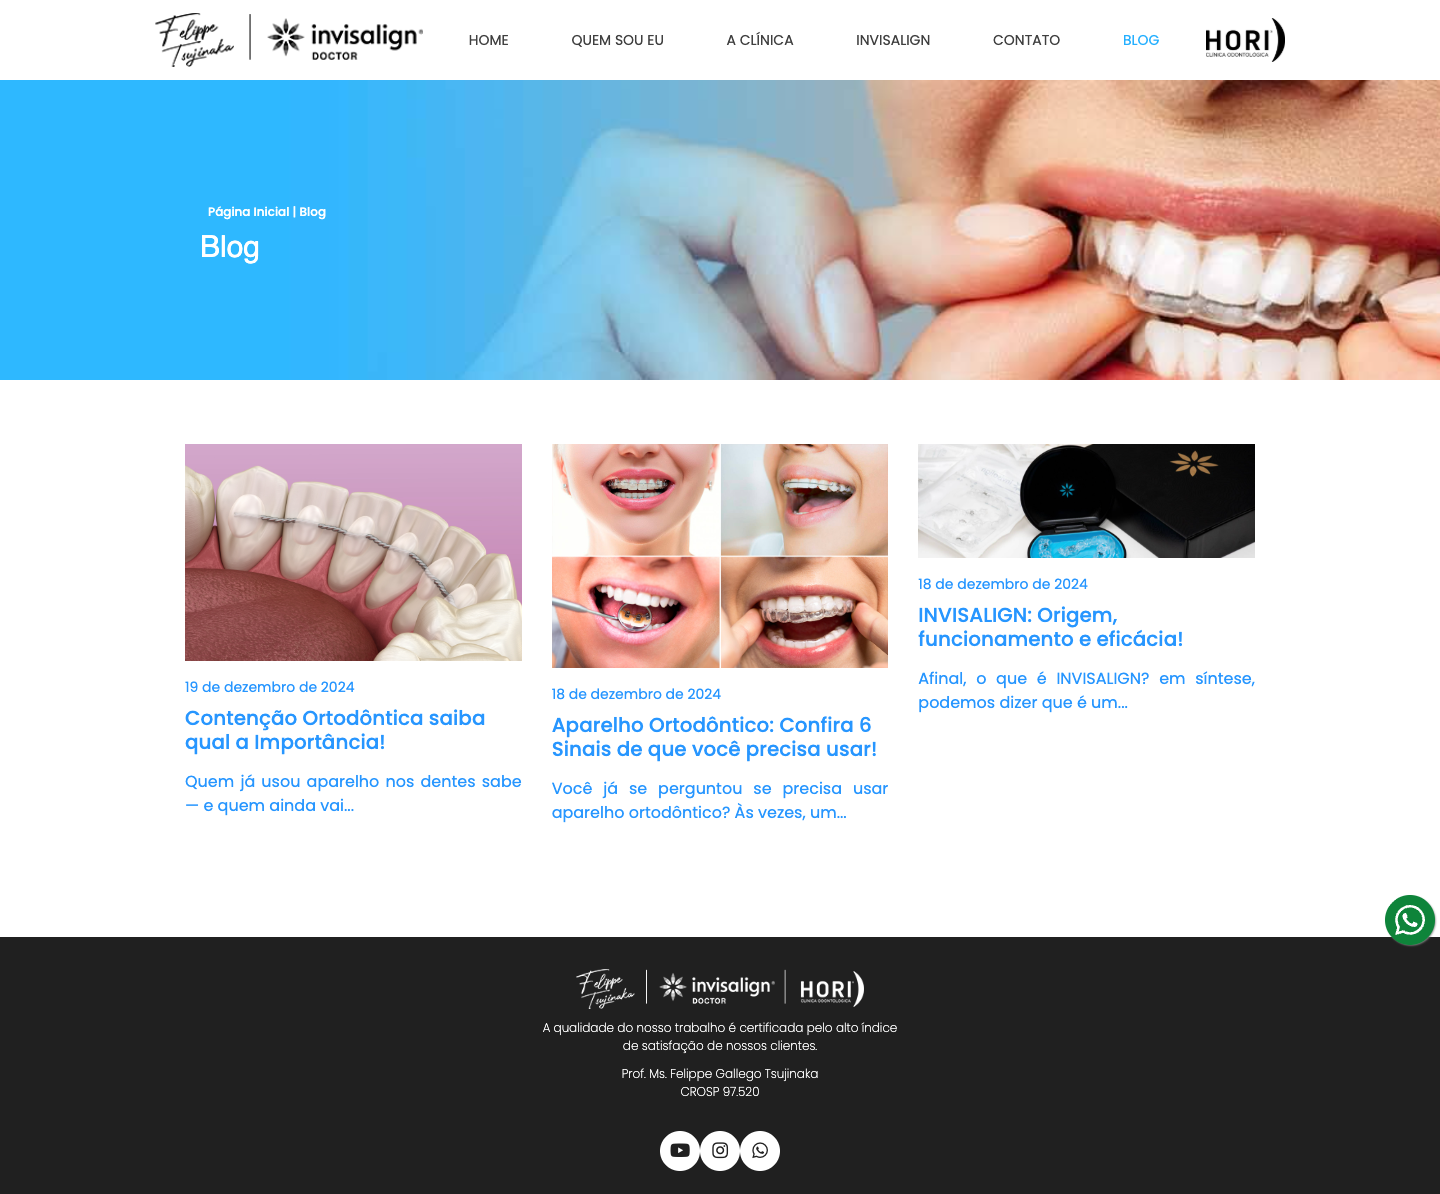 Felippe
Tsujinaka
invisalign®
DOCTOR
HOME
QUEM SOU EU
A CLÍNICA
INVISALIGN
CONTATO
BLOG
HORI
CLÍNICA ODONTOLÓGICA
Página Inicial | Blog
Blog
19 de dezembro de 2024
Contenção Ortodôntica saiba
qual a Importância!
Quem já usou aparelho nos dentes sabe
— e quem ainda vai...
18 de dezembro de 2024
Aparelho Ortodôntico: Confira 6
Sinais de que você precisa usar!
Você já se perguntou se precisa usar
aparelho ortodôntico? Às vezes, um...
18 de dezembro de 2024
INVISALIGN: Origem,
funcionamento e eficácia!
Afinal, o que é INVISALIGN? em síntese,
podemos dizer que é um...
Felippe
Tsujinaka
invisalign®
DOCTOR
HORI
CLÍNICA ODONTOLÓGICA
A qualidade do nosso trabalho é certificada pelo alto índice
de satisfação de nossos clientes.
Prof. Ms. Felippe Gallego Tsujinaka
CROSP 97.520